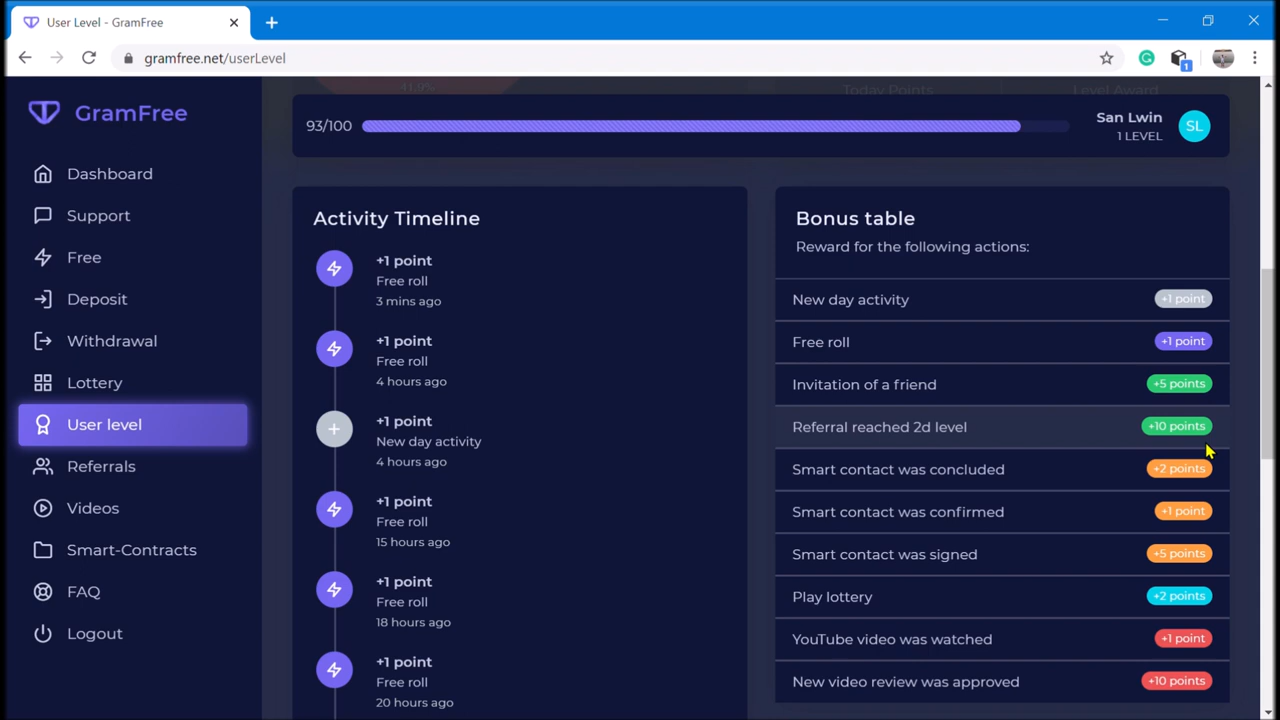 User Level - GramFree
gramfree.net/userLevel
1
GramFree
Dashboard
Support
Free
Deposit
Withdrawal
Lottery
User level
Referrals
Videos
Smart-Contracts
FAQ
Logout
41.9%
Today Points
Level Award
93/100
San Lwin
1 LEVEL
SL
Activity Timeline
+1 point
Free roll
3 mins ago
+1 point
Free roll
4 hours ago
+1 point
New day activity
4 hours ago
+1 point
Free roll
15 hours ago
+1 point
Free roll
18 hours ago
+1 point
Free roll
20 hours ago
Bonus table
Reward for the following actions:
New day activity +1 point
Free roll +1 point
Invitation of a friend +5 points
Referral reached 2d level +10 points
Smart contact was concluded +2 points
Smart contact was confirmed +1 point
Smart contact was signed +5 points
Play lottery +2 points
YouTube video was watched +1 point
New video review was approved +10 points